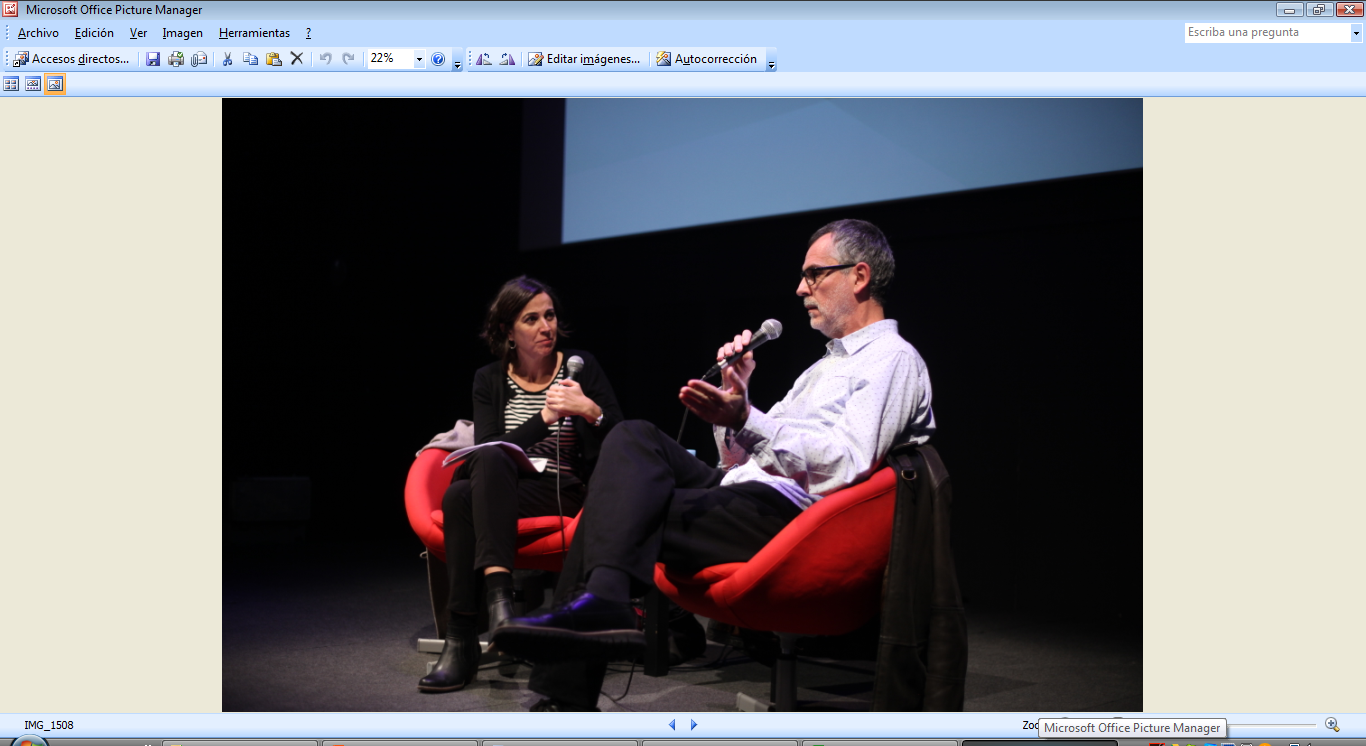 Microsoft Office Picture Manager
Archivo Edición Ver Imagen Herramientas ?
Escriba una pregunta
Accesos directos... 22% Editar imágenes... Autocorrección
IMG_1508
Microsoft Office Picture Manager